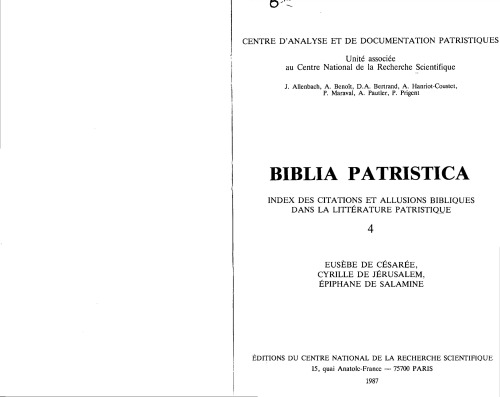 CENTRE D'ANALYSE ET DE DOCUMENTATION PATRISTIQUES
Unité associée
au Centre National de la Recherche Scientifique
J. Allenbach, A. Benoît, D.A. Bertrand, A. Hanriot-Coustet,
P. Maraval, A. Pautler, P. Prigent
BIBLIA PATRISTICA
INDEX DES CITATIONS ET ALLUSIONS BIBLIQUES
DANS LA LITTÉRATURE PATRISTIQUE
4
EUSÈBE DE CÉSARÉE,
CYRILLE DE JÉRUSALEM,
ÉPIPHANE DE SALAMINE
ÉDITIONS DU CENTRE NATIONAL DE LA RECHERCHE SCIENTIFIQUE
15, quai Anatole-France — 75700 PARIS
1987